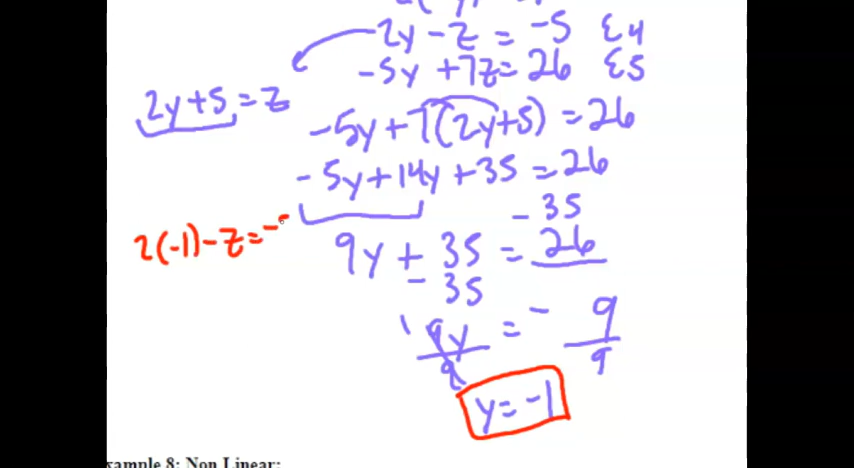 2y - z = -5 E4
-5y + 7z = 26 E5
2y + 5 = z
-5y + 7(2y + 5) = 26
-5y + 14y + 35 = 26
- 35
2(-1) - z = -
9y + 35 = 26
- 35
9y = - 9
9 9
y = -1
ample 8: Non Linear: